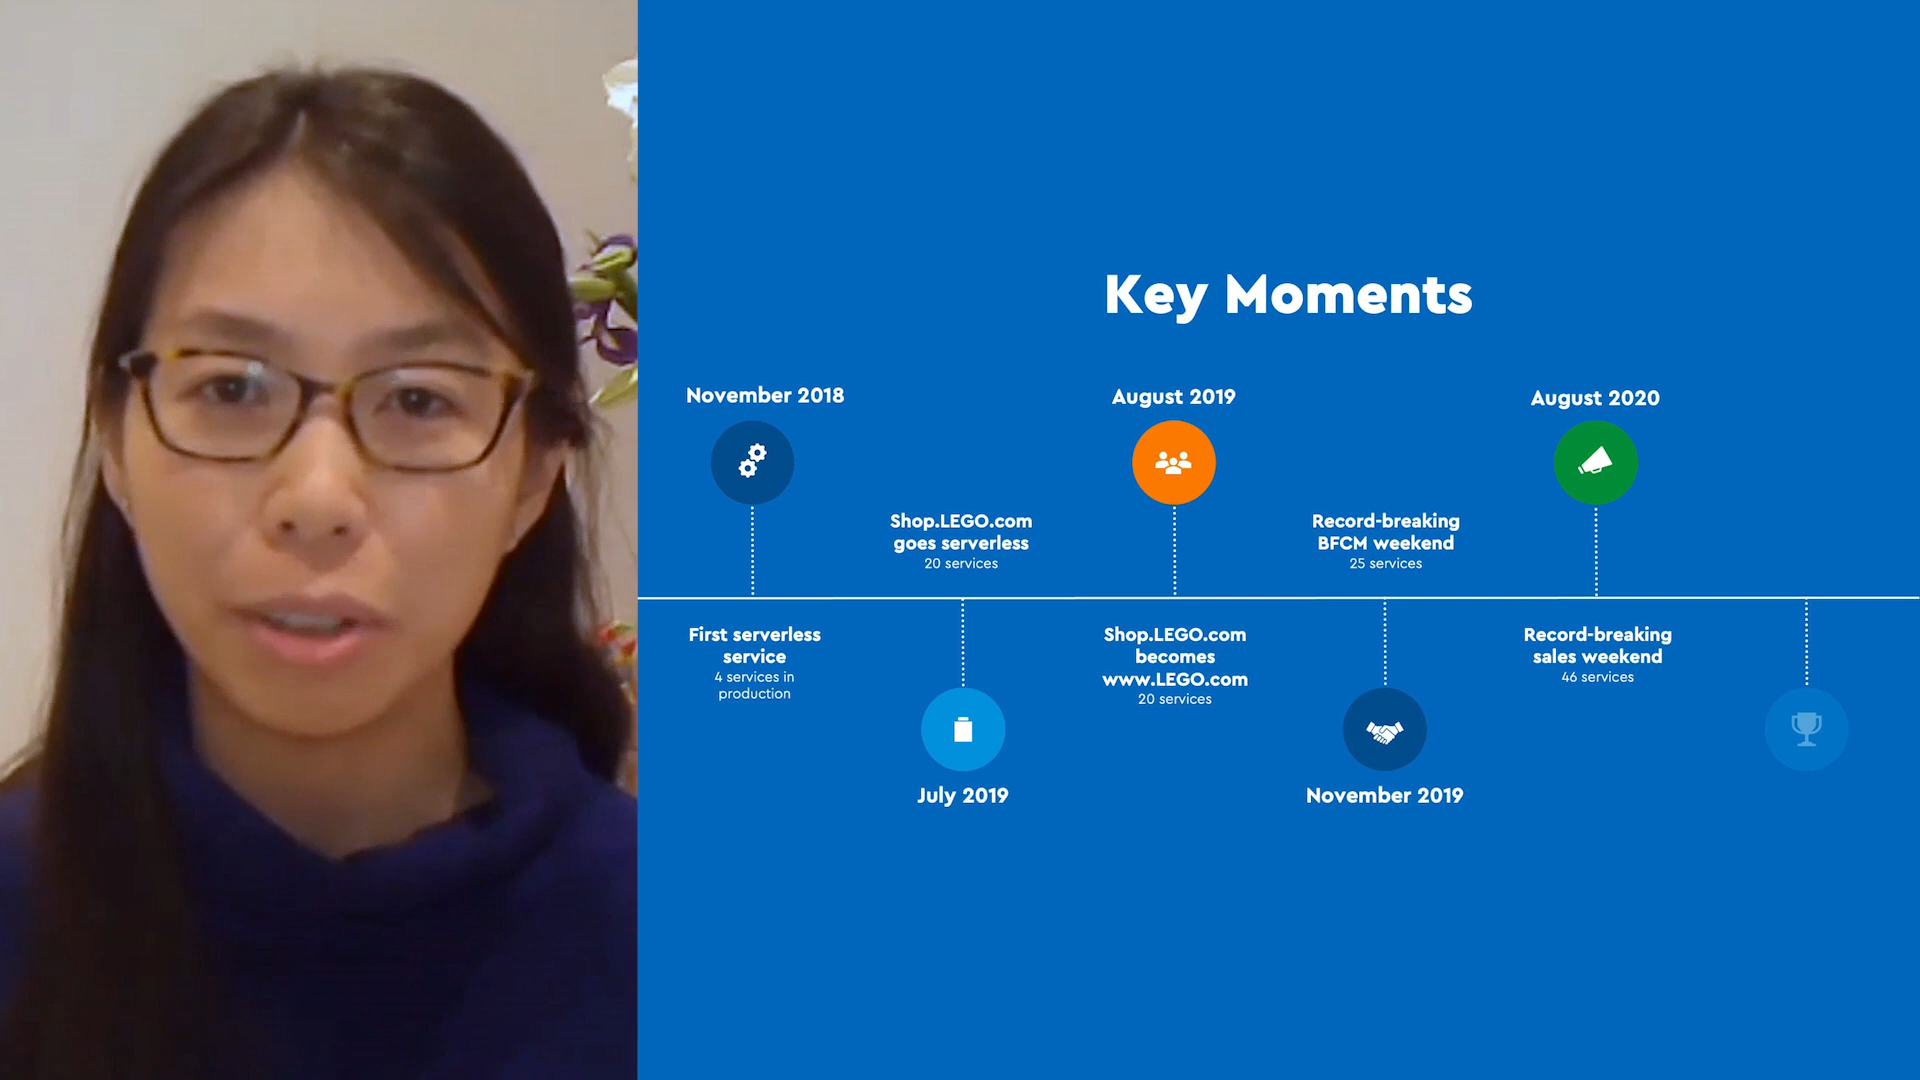 Key Moments
November 2018
First serverless
service
4 services in
production
Shop.LEGO.com
goes serverless
20 services
July 2019
August 2019
Shop.LEGO.com
becomes
www.LEGO.com
20 services
Record-breaking
BFCM weekend
25 services
November 2019
August 2020
Record-breaking
sales weekend
46 services